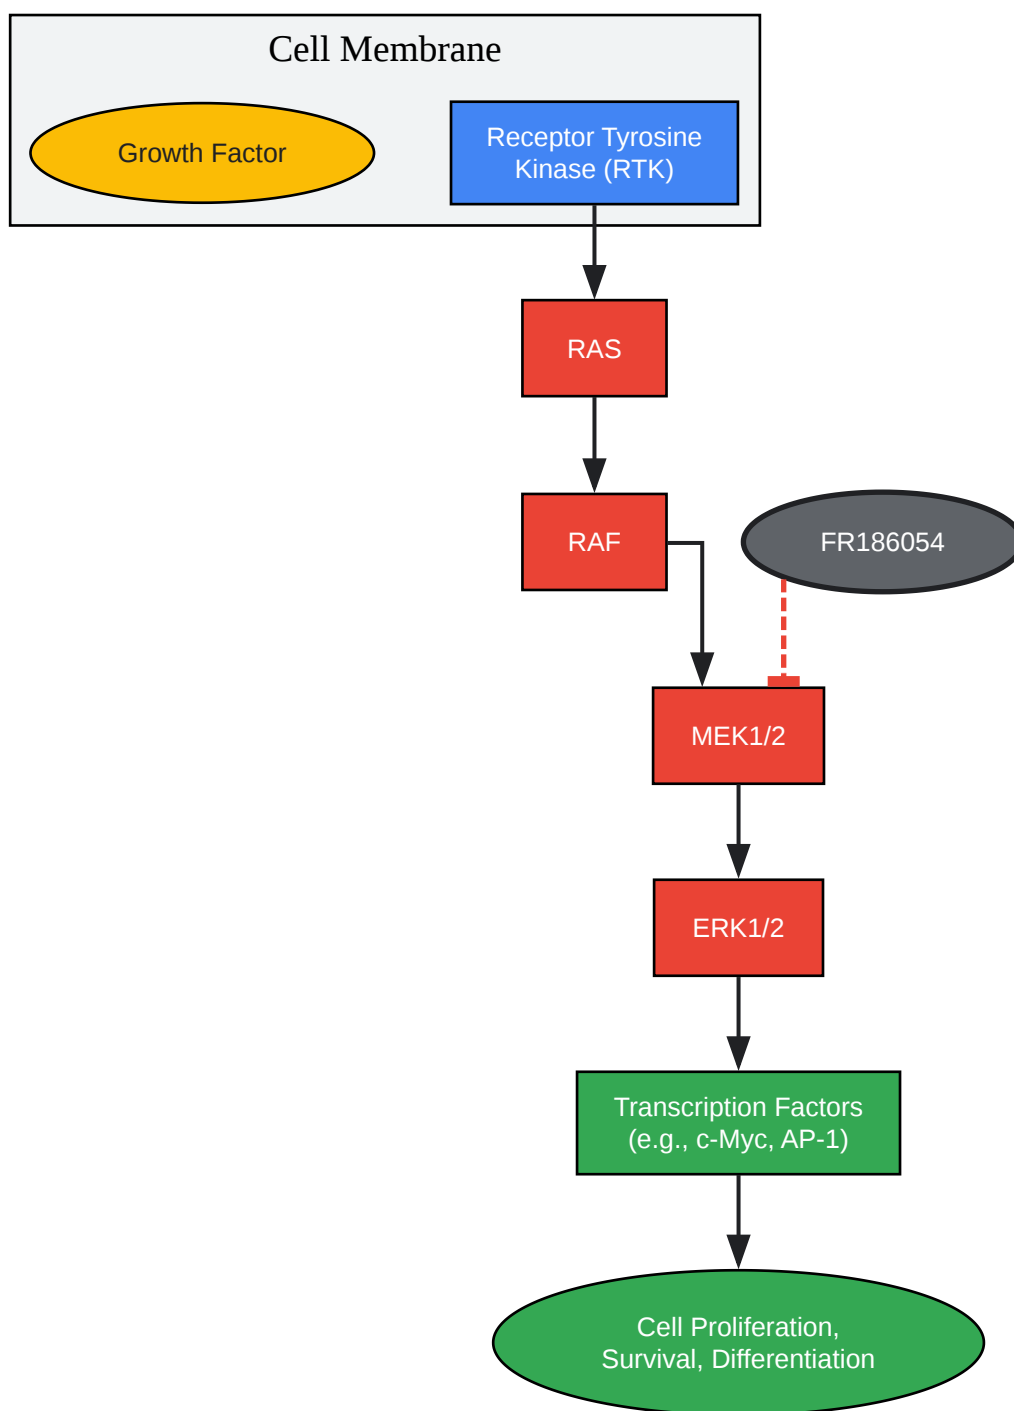 Cell Membrane
Growth Factor
Receptor Tyrosine
Kinase (RTK)
RAS
RAF
FR186054
MEK1/2
ERK1/2
Transcription Factors
(e.g., c-Myc, AP-1)
Cell Proliferation,
Survival, Differentiation